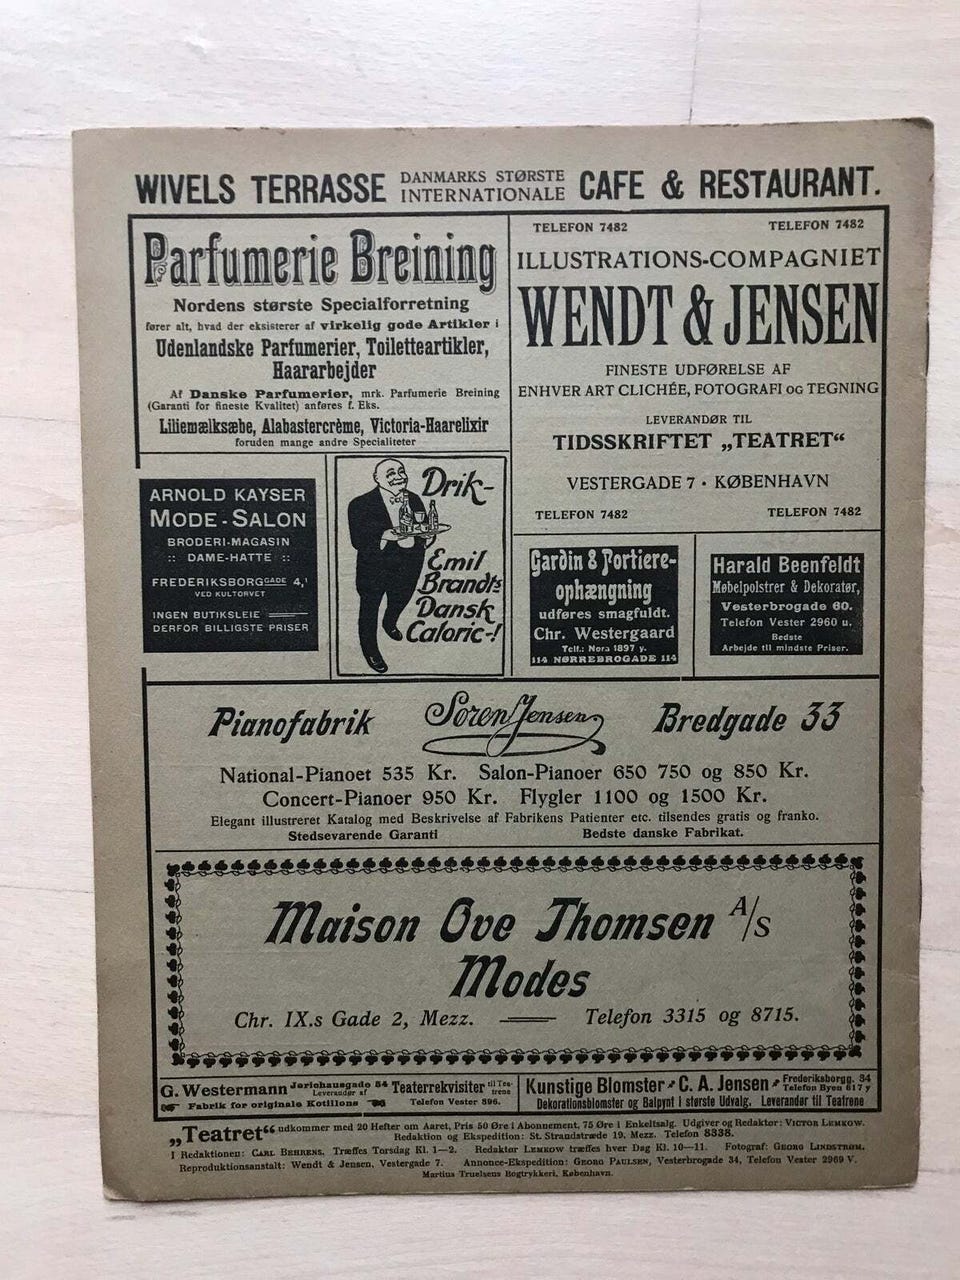 WIVELS TERRASSE DANMARKS STØRSTE INTERNATIONALE CAFE & RESTAURANT.
Parfumerie Breining
Nordens største Specialforretning
fører alt, hvad der eksisterer af virkelig gode Artikler i
Udenlandske Parfumerier, Toiletteartikler,
Haararbejder
Af Danske Parfumerier, mrk. Parfumerie Breining
(Garanti for fineste Kvalitet) anføres f. Eks.
Liliemælksæbe, Alabastercrème, Victoria-Haarelixir
foruden mange andre Specialiteter
TELEFON 7482 TELEFON 7482
ILLUSTRATIONS-COMPAGNIET
WENDT & JENSEN
FINESTE UDFØRELSE AF
ENHVER ART CLICHÉE, FOTOGRAFI OG TEGNING
LEVERANDØR TIL
TIDSSKRIFTET „TEATRET“
VESTERGADE 7 · KØBENHAVN
TELEFON 7482 TELEFON 7482
ARNOLD KAYSER
MODE-SALON
BRODERI-MAGASIN
:: DAME-HATTE ::
FREDERIKSBORGGADE 4,¹
VED KULTORVET
INGEN BUTIKSLEIE
DERFOR BILLIGSTE PRISER
Drik-
Emil
Brandts
Dansk
Caloric-!
Gardin & Portiere-
ophængning
udføres smagfuldt.
Chr. Westergaard
Telf.: Nora 1897 y.
114 NØRREBROGADE 114
Harald Beenfeldt
Møbelpolstrer & Dekoratør,
Vesterbrogade 60.
Telefon Vester 2960 u.
Bedste
Arbejde til mindste Priser.
Pianofabrik Søren Jensen, Bredgade 33
National-Pianoet 535 Kr. Salon-Pianoer 650 750 og 850 Kr.
Concert-Pianoer 950 Kr. Flygler 1100 og 1500 Kr.
Elegant illustreret Katalog med Beskrivelse af Fabrikens Patienter etc. tilsendes gratis og franko.
Stedsevarende Garanti Bedste danske Fabrikat.
Maison Ove Thomsen A/S
Modes
Chr. IX.s Gade 2, Mezz. Telefon 3315 og 8715.
G. Westermann Jerichausgade 54 Leverandør af Teaterrekvisiter til Teatrene
Fabrik for originale Kotillons Telefon Vester 896.
Kunstige Blomster C. A. Jensen Frederiksborgg. 34 Telefon Byen 617 y
Dekorationsblomster og Balpynt i største Udvalg. Leverandør til Teatrene
„Teatret“ udkommer med 20 Hefter om Aaret, Pris 50 Øre i Abonnement, 75 Øre i Enkeltsalg. Udgiver og Redaktør: VICTOR LEMKOW.
Redaktion og Ekspedition: St. Strandstræde 19, Mezz. Telefon 8338.
I Redaktionen: CARL BEHRENS. Træffes Torsdag Kl. 1—2. Redaktør LEMKOW træffes hver Dag Kl. 10—11. Fotograf: GEORG LINDSTRØM.
Reproduktionsanstalt: Wendt & Jensen, Vestergade 7. Annonce-Ekspedition: GEORG PAULSEN, Vesterbrogade 34, Telefon Vester 2969 V.
Martius Truelsens Bogtrykkeri, København.